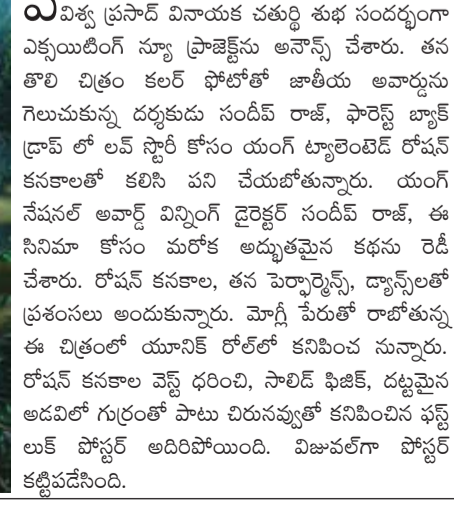 విశ్వ ప్రసాద్ వినాయక చతుర్థి శుభ సందర్భంగా
ఎక్సయిటింగ్ న్యూ ప్రాజెక్ట్‌ను అనౌన్స్ చేశారు. తన
తొలి చిత్రం కలర్ ఫోటోతో జాతీయ అవార్డును
గెలుచుకున్న దర్శకుడు సందీప్ రాజ్, ఫారెస్ట్ బ్యాక్
డ్రాప్ లో లవ్ స్టోరీ కోసం యంగ్ ట్యాలెంటెడ్ రోషన్
కనకాలతో కలిసి పని చేయబోతున్నారు. యంగ్
నేషనల్ అవార్డ్ విన్నింగ్ డైరెక్టర్ సందీప్ రాజ్, ఈ
సినిమా కోసం మరోక అద్భుతమైన కథను రెడీ
చేశారు. రోషన్ కనకాల, తన పెర్ఫార్మెన్స్, డ్యాన్స్‌లతో
ప్రశంసలు అందుకున్నారు. మోగ్లీ పేరుతో రాబోతున్న
ఈ చిత్రంలో యూనిక్ రోల్‌లో కనిపించ నున్నారు.
రోషన్ కనకాల వెస్ట్ ధరించి, సాలిడ్ ఫిజిక్, దట్టమైన
అడవిలో గుర్రంతో పాటు చిరునవ్వుతో కనిపించిన ఫస్ట్
లుక్ పోస్టర్ అదిరిపోయింది. విజువల్‌గా పోస్టర్
కట్టిపడేసింది.